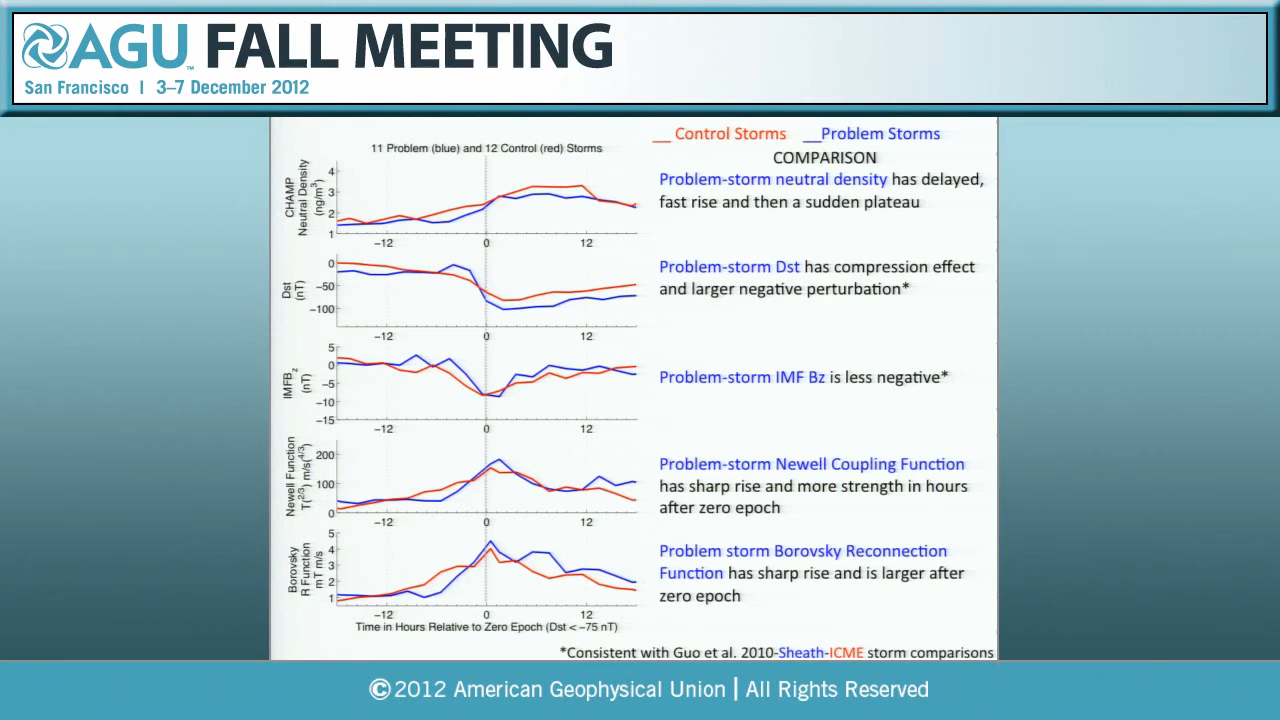 AGU™ FALL MEETING
San Francisco | 3–7 December 2012
__ Control Storms __Problem Storms
11 Problem (blue) and 12 Control (red) Storms
COMPARISON
CHAMP
Neutral Density
(ng/m³)
4
3
2
1
−12 0 12
Problem-storm neutral density has delayed,
fast rise and then a sudden plateau
Dst
(nT)
0
−50
−100
−12 0 12
Problem-storm Dst has compression effect
and larger negative perturbation*
IMFBz
(nT)
5
0
−5
−10
−15
−12 0 12
Problem-storm IMF Bz is less negative*
Newell Function
T(2/3) m/s(4/3)
200
100
0
−12 0 12
Problem-storm Newell Coupling Function
has sharp rise and more strength in hours
after zero epoch
Borovsky
R Function
mT m/s
5
4
3
2
1
−12 0 12
Time in Hours Relative to Zero Epoch (Dst < −75 nT)
Problem storm Borovsky Reconnection
Function has sharp rise and is larger after
zero epoch
*Consistent with Guo et al. 2010-Sheath-ICME storm comparisons
©2012 American Geophysical Union | All Rights Reserved